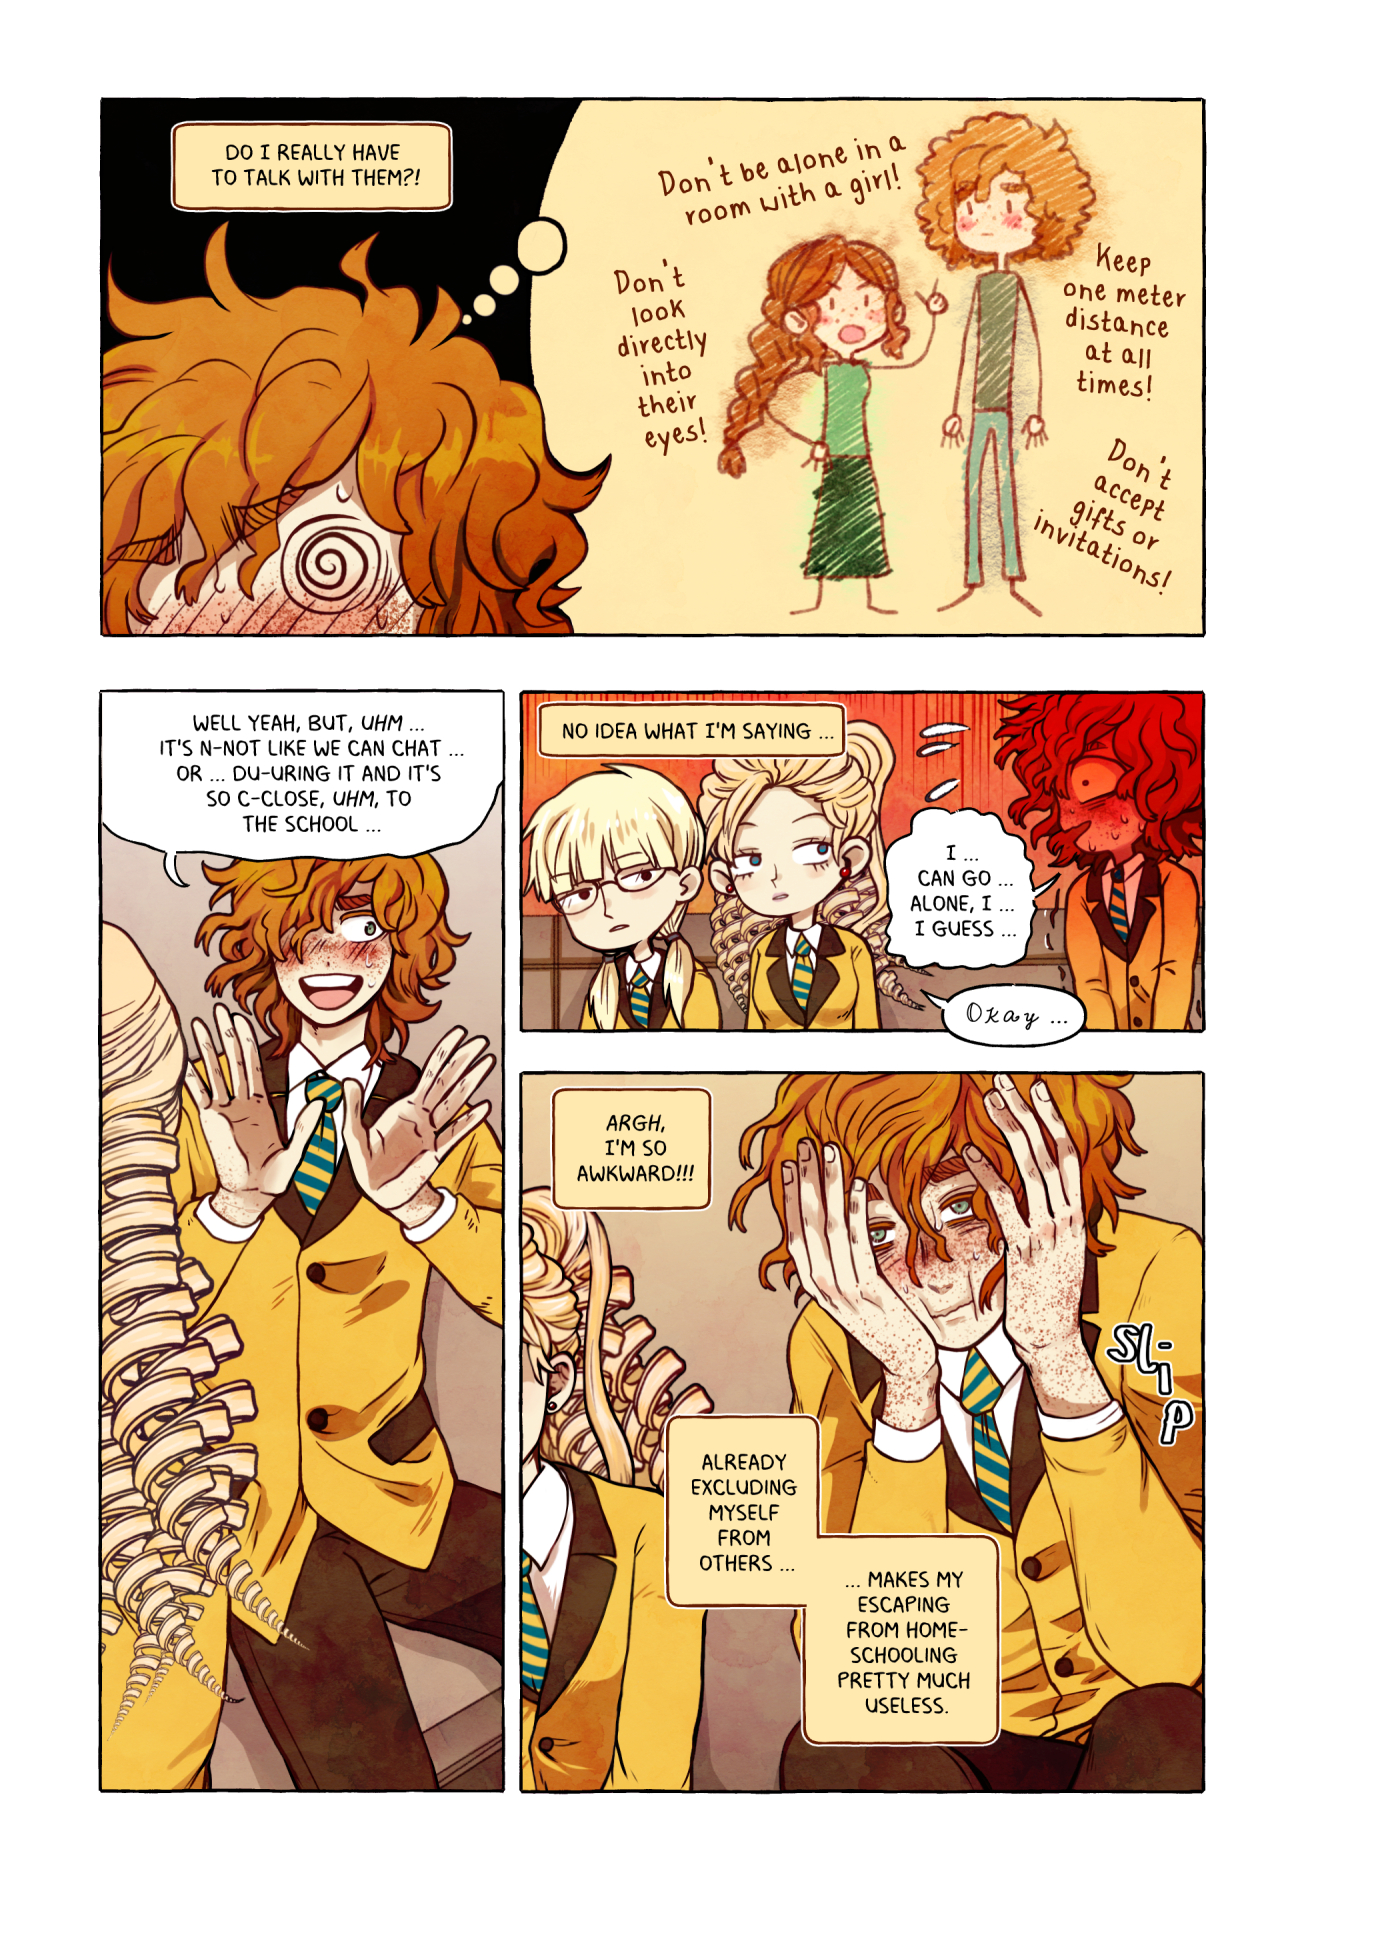 DO I REALLY HAVE
TO TALK WITH THEM?!
Don't be alone in a
room with a girl!
Don't
look
directly
into
their
eyes!
Keep
one meter
distance
at all
times!
Don't
accept
gifts or
invitations!
WELL YEAH, BUT, UHM ...
IT'S N-NOT LIKE WE CAN CHAT ...
OR ... DU-URING IT AND IT'S
SO C-CLOSE, UHM, TO
THE SCHOOL ...
NO IDEA WHAT I'M SAYING ...
I ...
CAN GO ...
ALONE, I ...
I GUESS ...
Okay ...
ARGH,
I'M SO
AWKWARD!!!
SL-
I
P
ALREADY
EXCLUDING
MYSELF
FROM
OTHERS ...
... MAKES MY
ESCAPING
FROM HOME-
SCHOOLING
PRETTY MUCH
USELESS.